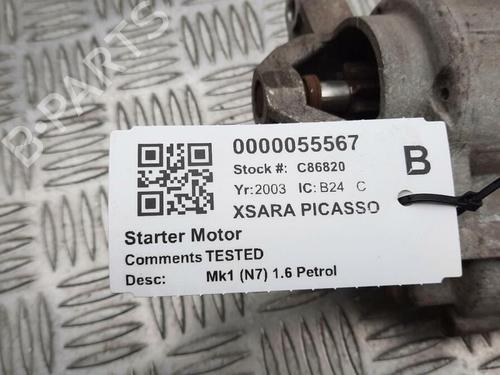 B-PARTS
0000055567
Stock #: C86820
B
Yr: 2003 IC: B24 C
XSARA PICASSO
Starter Motor
Comments TESTED
Desc: Mk1 (N7) 1.6 Petrol